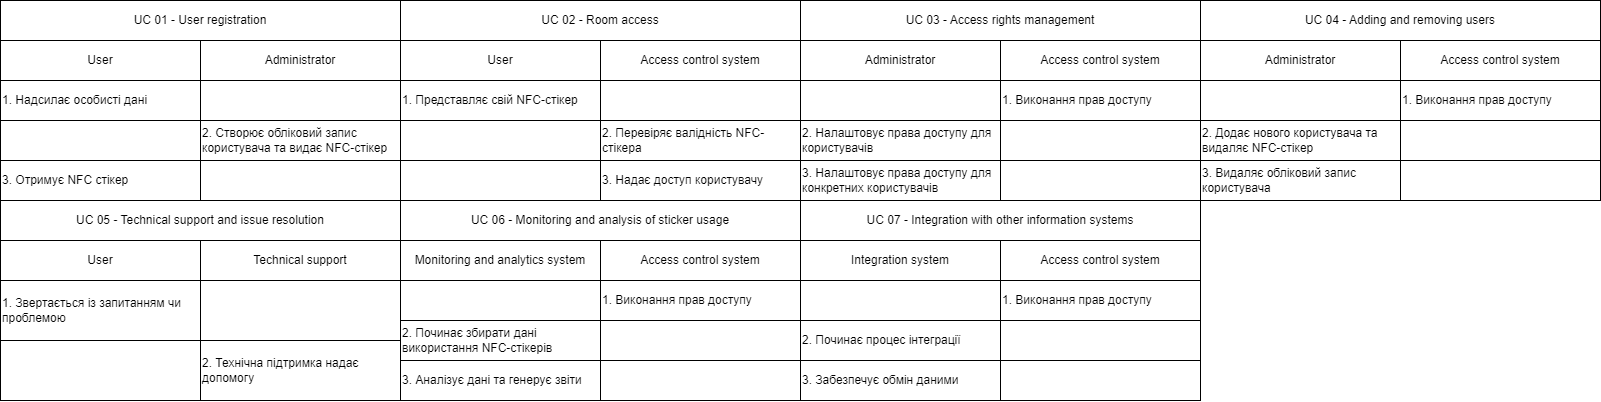 UC 01 - User registration
UC 02 - Room access
UC 03 - Access rights management
UC 04 - Adding and removing users
User
Administrator
User
Access control system
Administrator
Access control system
Administrator
Access control system
1. Надсилає особисті дані
1. Представляє свій NFC-стікер
1. Виконання прав доступу
1. Виконання прав доступу
2. Створює обліковий запис
користувача та видає NFC-стікер
2. Перевіряє валідність NFC-
стікера
2. Налаштовує права доступу для
користувачів
2. Додає нового користувача та
видаляє NFC-стікер
3. Отримує NFC стікер
3. Надає доступ користувачу
3. Налаштовує права доступу для
конкретних користувачів
3. Видаляє обліковий запис
користувача
UC 05 - Technical support and issue resolution
UC 06 - Monitoring and analysis of sticker usage
UC 07 - Integration with other information systems
User
Technical support
Monitoring and analytics system
Access control system
Integration system
Access control system
1. Звертається із запитанням чи
проблемою
1. Виконання прав доступу
1. Виконання прав доступу
2. Починає збирати дані
використання NFC-стікерів
2. Починає процес інтеграції
2. Технічна підтримка надає
допомогу
3. Аналізує дані та генерує звіти
3. Забезпечує обмін даними